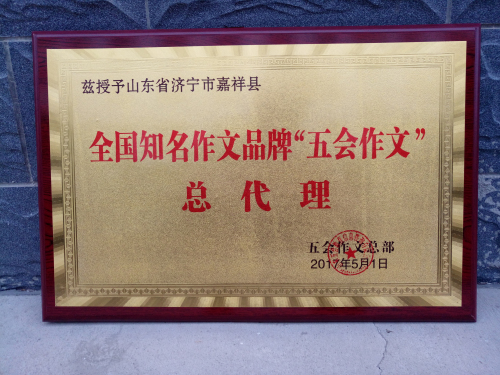 兹授予山东省济宁市嘉祥县
全国知名作文品牌“五会作文”
总代理
五会作文总部
2017年5月1日